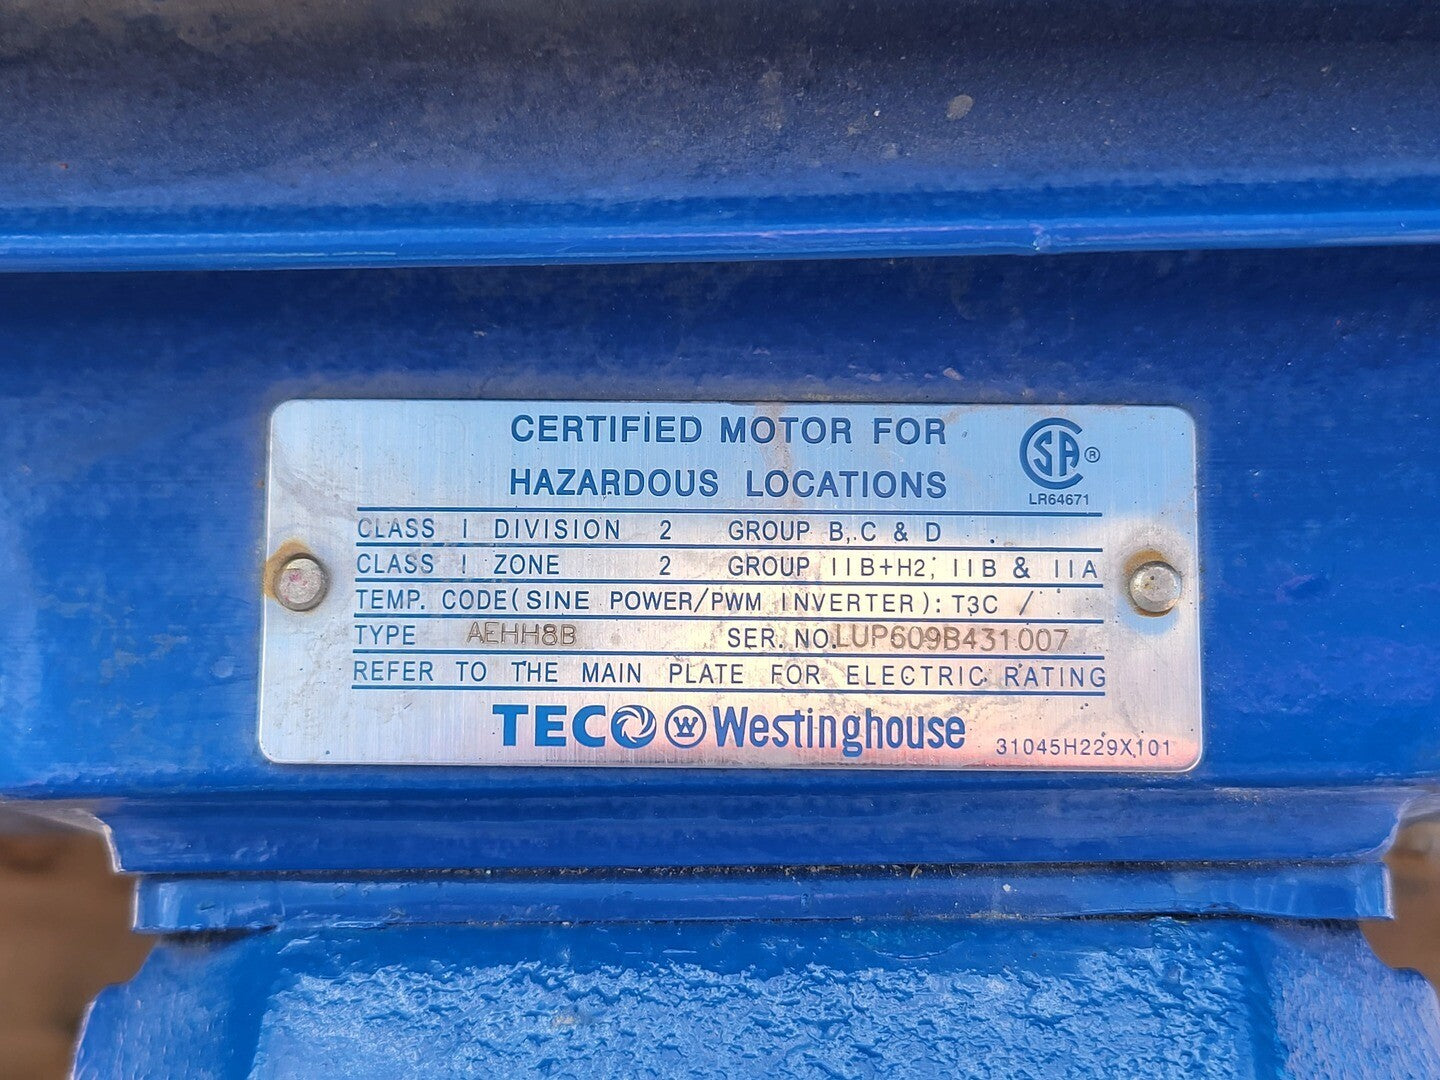 CERTIFIED MOTOR FOR
HAZARDOUS LOCATIONS
CSA ®
LR64671
CLASS I DIVISION 2 GROUP B, C & D
CLASS I ZONE 2 GROUP IIB+H2, IIB & IIA
TEMP. CODE(SINE POWER/PWM INVERTER): T3C /
TYPE AEHH8B SER. NO. LUP609B431007
REFER TO THE MAIN PLATE FOR ELECTRIC RATING
TECO W Westinghouse 31045H229X101